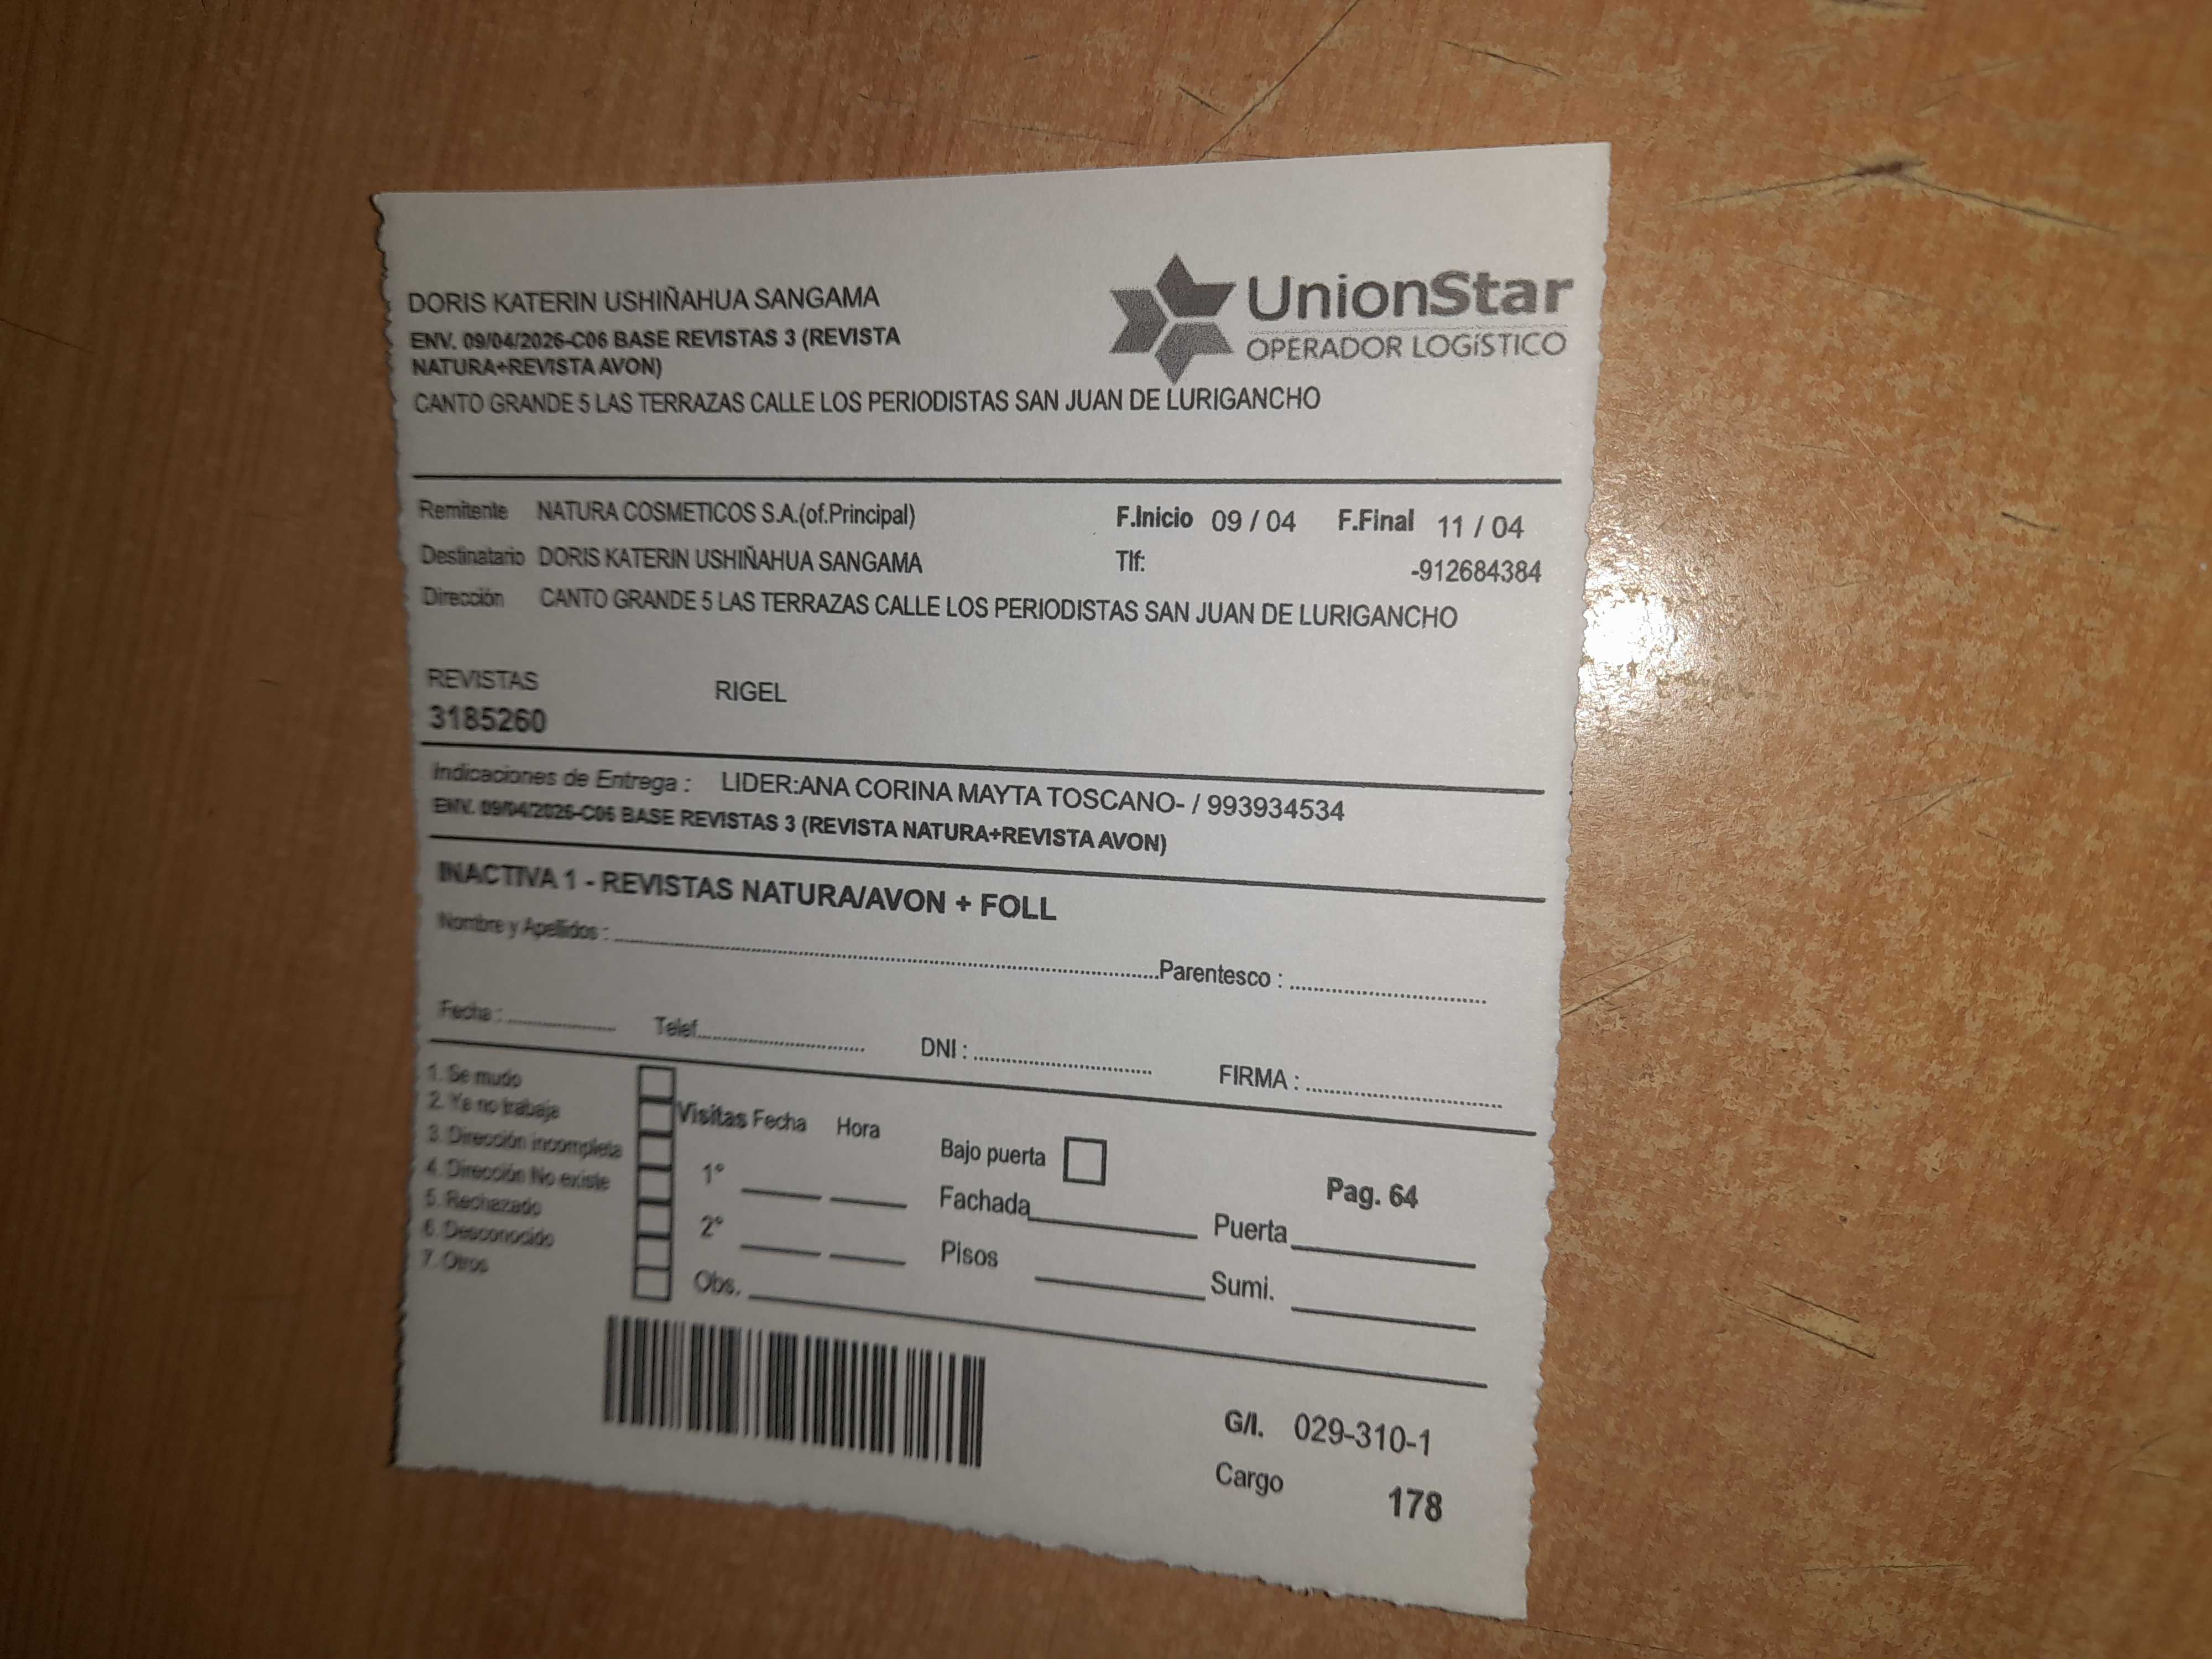 DORIS KATERIN USHIÑAHUA SANGAMA
ENV. 09/04/2026-C06 BASE REVISTAS 3 (REVISTA
NATURA+REVISTA AVON)
CANTO GRANDE 5 LAS TERRAZAS CALLE LOS PERIODISTAS SAN JUAN DE LURIGANCHO
UnionStar
OPERADOR LOGíSTICO
Remitente NATURA COSMETICOS S.A.(of.Principal) F.Inicio 09 / 04 F.Final 11 / 04
Destinatario DORIS KATERIN USHIÑAHUA SANGAMA Tlf: -912684384
Dirección CANTO GRANDE 5 LAS TERRAZAS CALLE LOS PERIODISTAS SAN JUAN DE LURIGANCHO
REVISTAS RIGEL
3185260
Indicaciones de Entrega : LIDER:ANA CORINA MAYTA TOSCANO- / 993934534
ENV. 09/04/2026-C06 BASE REVISTAS 3 (REVISTA NATURA+REVISTA AVON)
INACTIVA 1 - REVISTAS NATURA/AVON + FOLL
Nombre y Apellidos : Parentesco :
Fecha : Telef. DNI : FIRMA :
1. Se mudo
2. Ya no trabaja
3. Dirección incompleta
4. Dirección No existe
5. Rechazado
6. Desconocido
7. Otros
Visitas Fecha Hora
1°
2°
Obs.
Bajo puerta
Fachada Puerta
Pisos Sumi.
Pag. 64
G/I. 029-310-1
Cargo 178